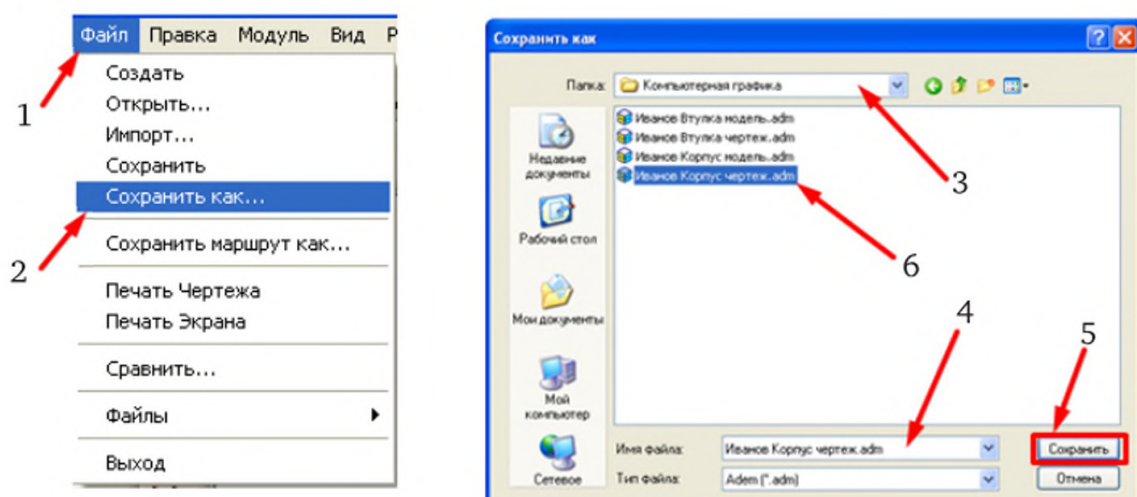 Файл Правка Модуль Вид Р
Создать
Открыть...
Импорт...
Сохранить
Сохранить как...
Сохранить маршрут как...
Печать Чертежа
Печать Экрана
Сравнить...
Файлы
Выход
1
2
Сохранить как
Папка: Компьютерная графика
Иванов Втулка модель.adm
Иванов Втулка чертеж.adm
Иванов Корпус модель.adm
Иванов Корпус чертеж.adm
Недавние
документы
Рабочий стол
Мои документы
Мой
компьютер
Сетевое
3
6
4
5
Имя файла: Иванов Корпус чертеж.adm Сохранить
Тип файла: Adem (*.adm) Отмена